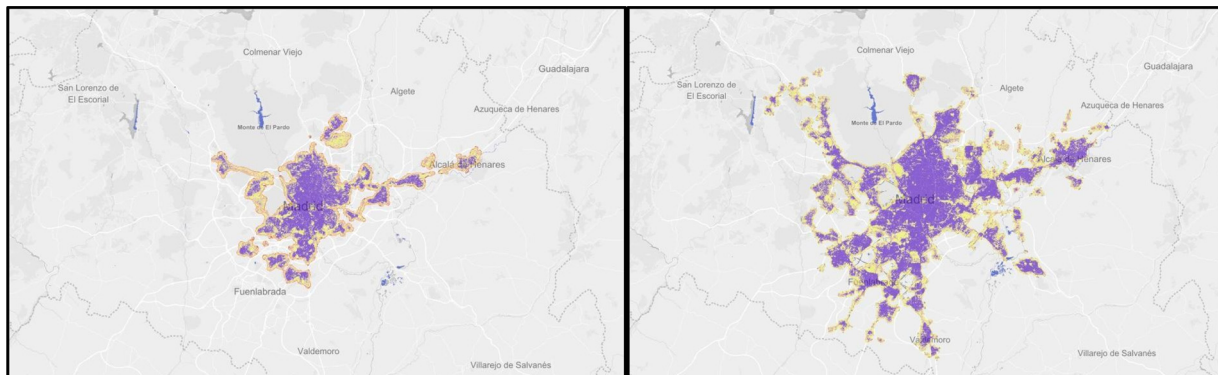 Colmenar Viejo
Guadalajara
San Lorenzo de
El Escorial
Algete
Azuqueca de Henares
Monte de El Pardo
Alcalá de Henares
Madrid
Fuenlabrada
Valdemoro
Villarejo de Salvanés
Colmenar Viejo
Guadalajara
San Lorenzo de
El Escorial
Algete
Azuqueca de Henares
Monte de El Pardo
Alcalá de Henares
Madrid
Valdemoro
Villarejo de Salvanés